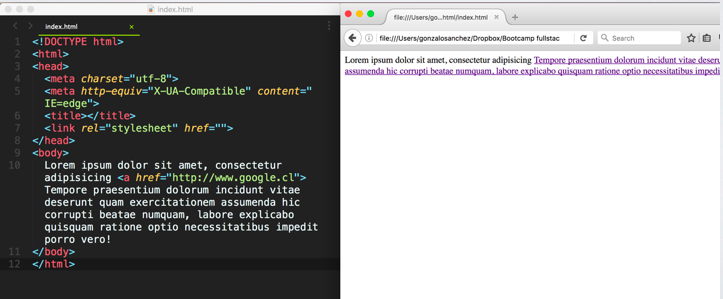 index.html
index.html ×
1 <!DOCTYPE html>
2 <html>
3 <head>
4 <meta charset="utf-8">
5 <meta http-equiv="X-UA-Compatible" content="
IE=edge">
6 <title></title>
7 <link rel="stylesheet" href="">
8 </head>
9 <body>
10 Lorem ipsum dolor sit amet, consectetur
adipisicing <a href="http://www.google.cl">
Tempore praesentium dolorum incidunt vitae
deserunt quam exercitationem assumenda hic
corrupti beatae numquam, labore explicabo
quisquam ratione optio necessitatibus impedit
porro vero!
11 </body>
12 </html>
file:///Users/go...html/index.html × +
file:///Users/gonzalosanchez/Dropbox/Bootcamp fullstac
Search
Lorem ipsum dolor sit amet, consectetur adipisicing Tempore praesentium dolorum incidunt vitae deseru
assumenda hic corrupti beatae numquam, labore explicabo quisquam ratione optio necessitatibus impedi